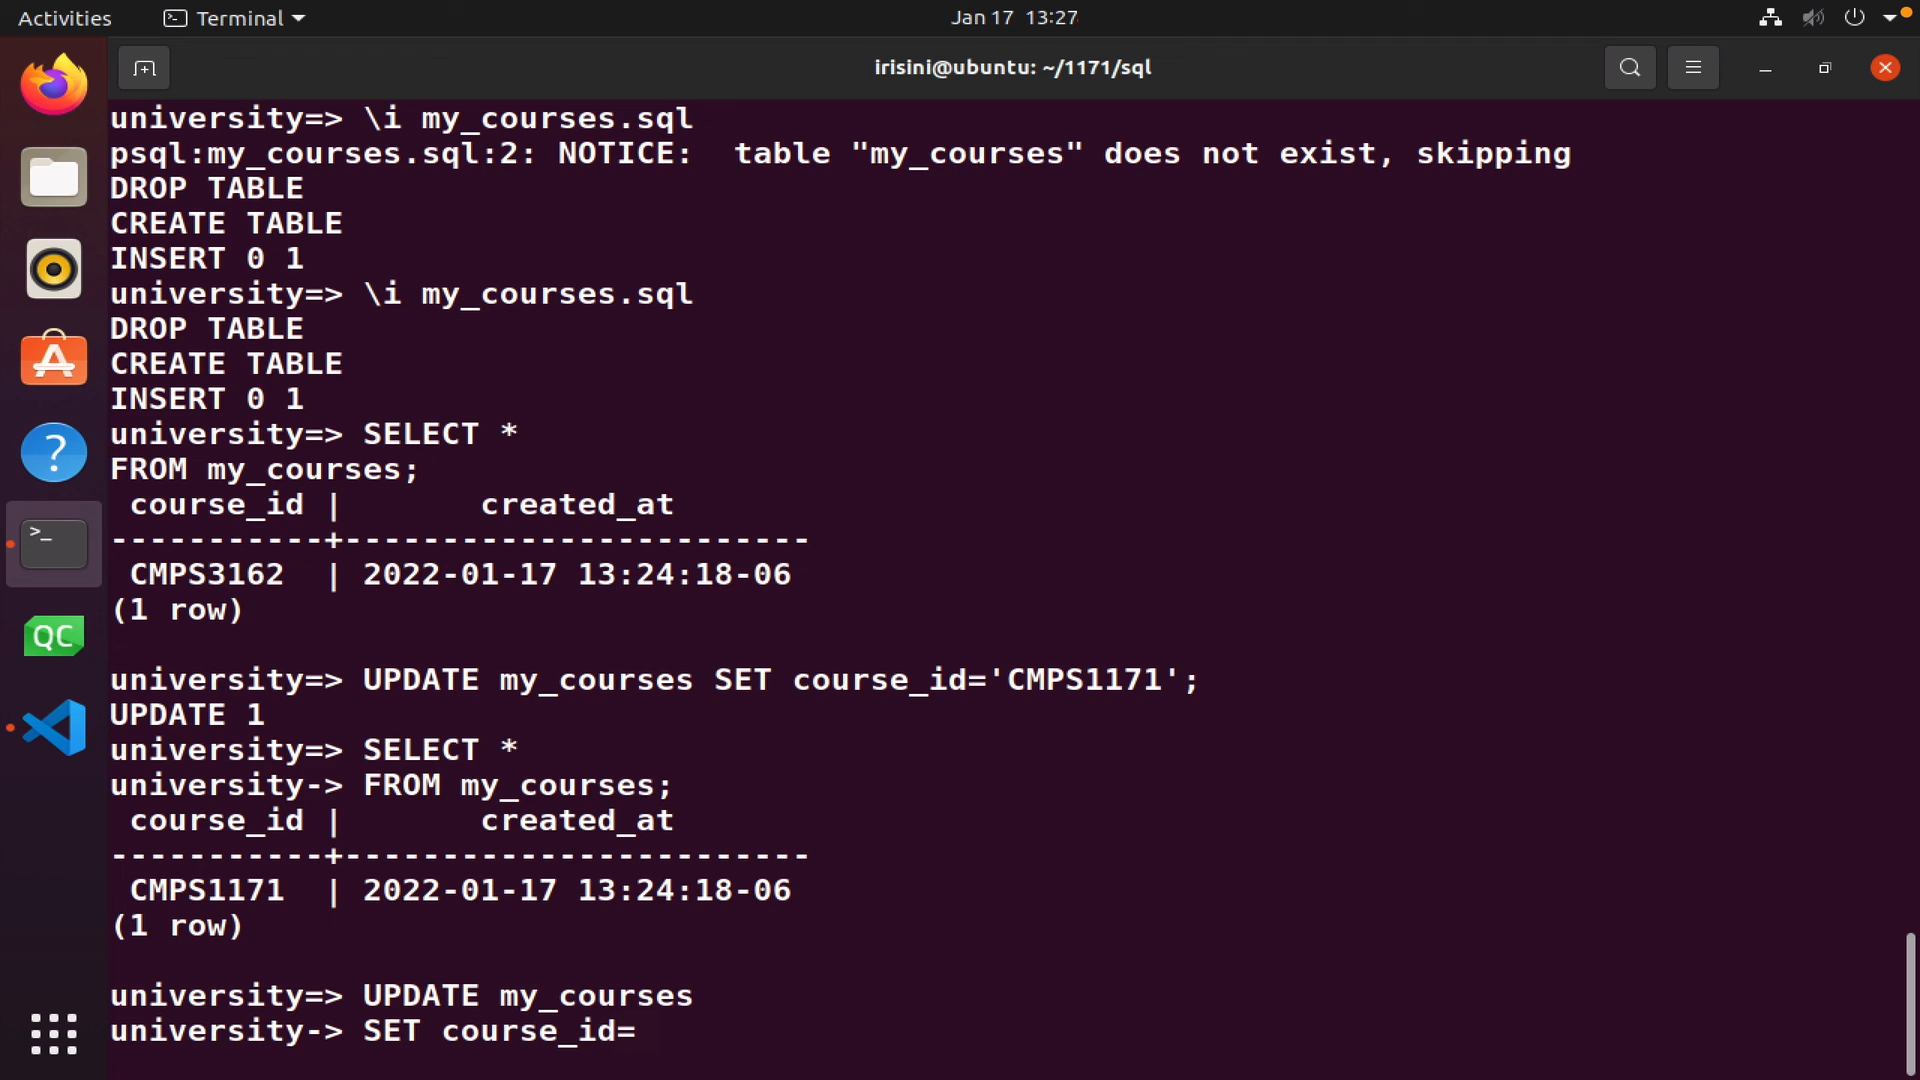 Activities
Terminal
Jan 17 13:27
irisini@ubuntu: ~/1171/sql
university=> \i my_courses.sql
psql:my_courses.sql:2: NOTICE:  table "my_courses" does not exist, skipping
DROP TABLE
CREATE TABLE
INSERT 0 1
university=> \i my_courses.sql
DROP TABLE
CREATE TABLE
INSERT 0 1
university=> SELECT *
FROM my_courses;
 course_id |       created_at
-----------+------------------------
 CMPS3162  | 2022-01-17 13:24:18-06
(1 row)
university=> UPDATE my_courses SET course_id='CMPS1171';
UPDATE 1
university=> SELECT *
university-> FROM my_courses;
 course_id |       created_at
-----------+------------------------
 CMPS1171  | 2022-01-17 13:24:18-06
(1 row)
university=> UPDATE my_courses
university-> SET course_id=
?
>_
QC